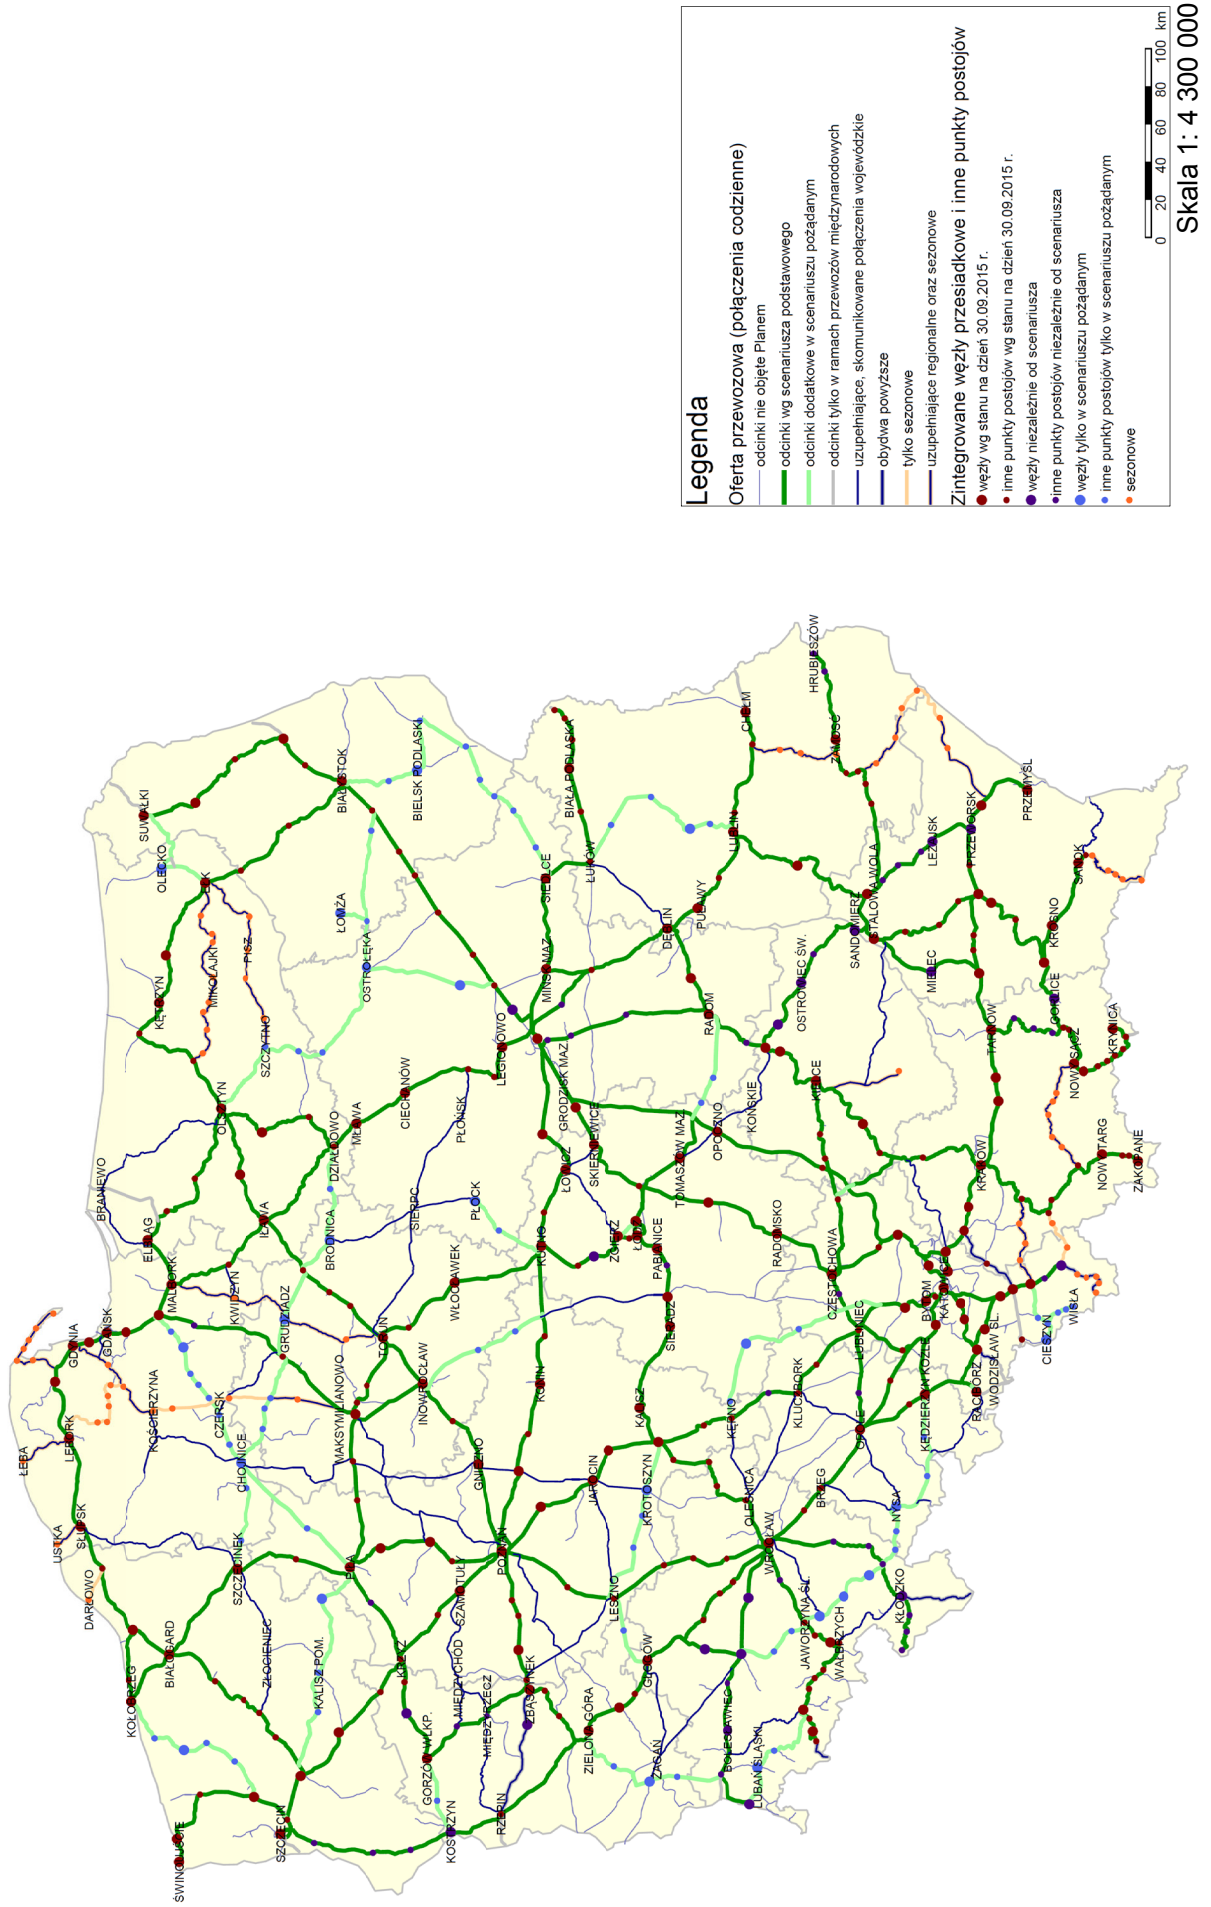 Legenda
Oferta przewozowa (połączenia codzienne)
odcinki nie objęte Planem
odcinki wg scenariusza podstawowego
odcinki dodatkowe w scenariuszu pożądanym
odcinki tylko w ramach przewozów międzynarodowych
uzupełniające, skomunikowane połączenia wojewódzkie
obydwa powyższe
tylko sezonowe
uzupełniające regionalne oraz sezonowe
Zintegrowane węzły przesiadkowe i inne punkty postojów
węzły wg stanu na dzień 30.09.2015 r.
inne punkty postojów wg stanu na dzień 30.09.2015 r.
węzły niezależnie od scenariusza
inne punkty postojów niezależnie od scenariusza
węzły tylko w scenariuszu pożądanym
inne punkty postojów tylko w scenariuszu pożądanym
sezonowe
0 20 40 60 80 100 km
Skala 1: 4 300 000
ŁEBA
USTKA
SŁUPSK
LĘBORK
GDYNIA
GDAŃSK
DARŁOWO
KOŁOBRZEG
BIAŁOGARD
KOŚCIERZYNA
MALBORK
ELBLĄG
BRANIEWO
KĘTRZYN
OLECKO
SUWAŁKI
ŚWINOUJŚCIE
SZCZECIN
ZŁOCIENIEC
SZCZECINEK
CZERSK
CHOJNICE
KWIDZYN
IŁAWA
OLSZTYN
MIKOŁAJKI
PISZ
EŁK
SZCZYTNO
KALISZ POM.
PIŁA
MAKSYMILIANOWO
GRUDZIĄDZ
BRODNICA
DZIAŁDOWO
MŁAWA
OSTROŁĘKA
ŁOMŻA
BIAŁYSTOK
BIELSK PODLASKI
KRZYŻ
GORZÓW WLKP.
KOSTRZYN
TORUŃ
INOWROCŁAW
WŁOCŁAWEK
SIERPC
PŁOCK
PŁOŃSK
CIECHANÓW
LEGIONOWO
RZEPIN
MIĘDZYCHÓD
MIĘDZYRZECZ
ZBĄSZYNEK
SZAMOTUŁY
POZNAŃ
GNIEZNO
KONIN
KUTNO
ŁOWICZ
SKIERNIEWICE
GRODZISK MAZ.
MIŃSK MAZ.
SIEDLCE
ŁUKÓW
BIAŁA PODLASKA
ZIELONA GÓRA
LESZNO
JAROCIN
KROTOSZYN
KALISZ
SIERADZ
ZGIERZ
ŁÓDŹ
PABIANICE
TOMASZÓW MAZ.
OPOCZNO
KOŃSKIE
RADOM
DĘBLIN
PUŁAWY
LUBLIN
CHEŁM
HRUBIESZÓW
ZAMOŚĆ
ŻAGAŃ
GŁOGÓW
BOLESŁAWIEC
LUBAŃ ŚLĄSKI
JAWORZYNA ŚL.
WAŁBRZYCH
WROCŁAW
OLEŚNICA
BRZEG
KĘPNO
KLUCZBORK
OPOLE
LUBLINIEC
CZĘSTOCHOWA
RADOMSKO
KIELCE
OSTROWIEC ŚW.
SANDOMIERZ
STALOWA WOLA
LEŻAJSK
PRZEWORSK
PRZEMYŚL
KŁODZKO
NYSA
KĘDZIERZYN KOŹLE
RACIBÓRZ
WODZISŁAW ŚL.
BYTOM
KATOWICE
KRAKÓW
TARNÓW
MIELEC
KROSNO
SANOK
GORLICE
NOWY SĄCZ
KRYNICA
NOWY TARG
ZAKOPANE
CIESZYN
WISŁA